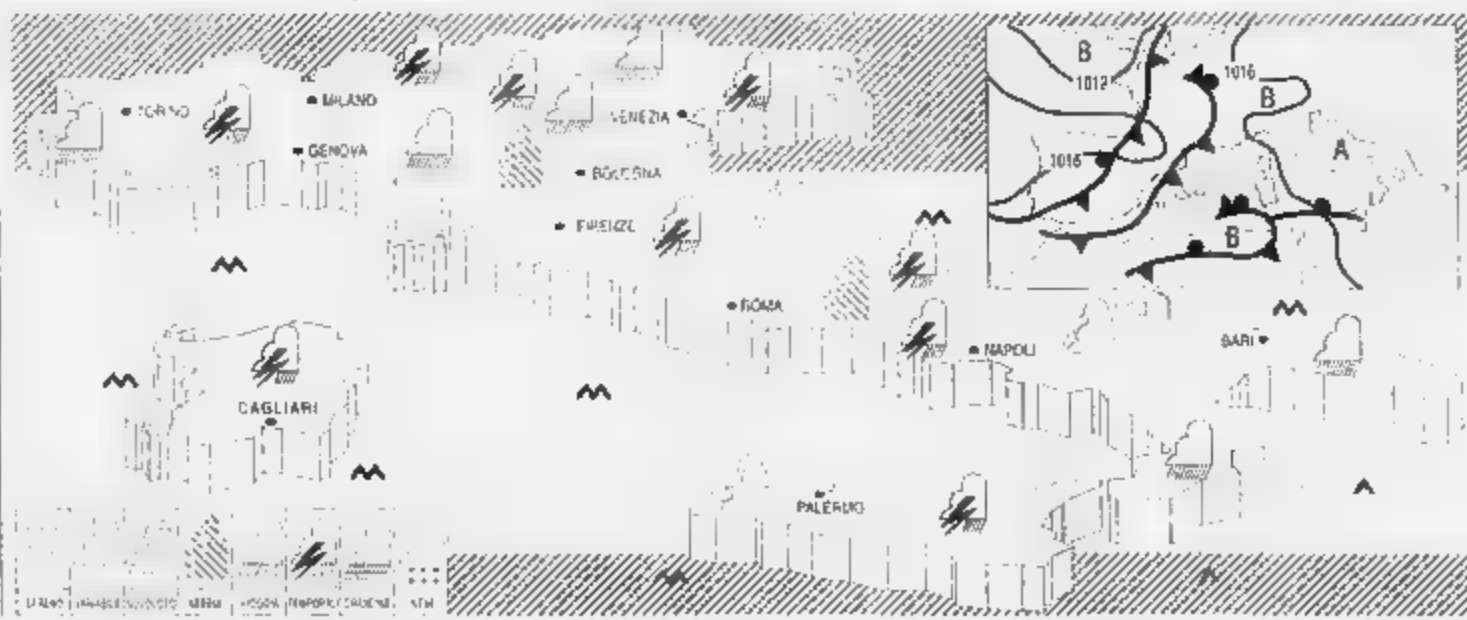 B
1012
1016
B
A
1016
B
TORINO
MILANO
GENOVA
VENEZIA
BOLOGNA
FIRENZE
ROMA
NAPOLI
BARI
CAGLIARI
PALERMO